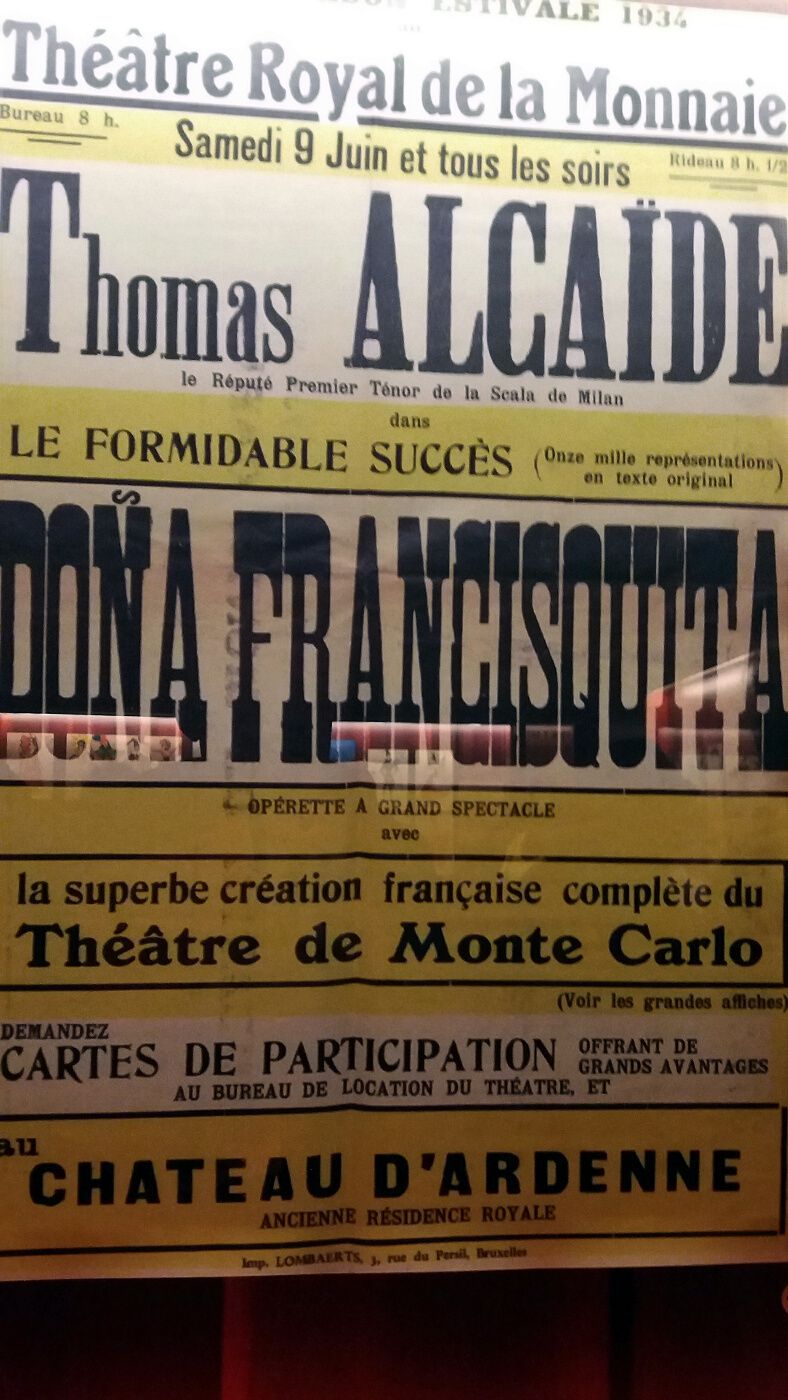 ESTIVALE 1934
Théâtre Royal de la Monnaie
Bureau 8 h.
Samedi 9 Juin et tous les soirs
Rideau 8 h. 1/2
Thomas ALCAÏDE
le Réputé Premier Ténor de la Scala de Milan
dans
LE FORMIDABLE SUCCÈS (Onze mille représentations
en texte original)
DOÑA FRANCISQUITA
OPÉRETTE A GRAND SPECTACLE
avec
la superbe création française complète du
Théâtre de Monte Carlo
(Voir les grandes affiches)
DEMANDEZ
CARTES DE PARTICIPATION OFFRANT DE
GRANDS AVANTAGES
AU BUREAU DE LOCATION DU THÉATRE, ET
au
CHATEAU D'ARDENNE
ANCIENNE RÉSIDENCE ROYALE
Imp. LOMBAERTS, 3, rue du Persil, Bruxelles